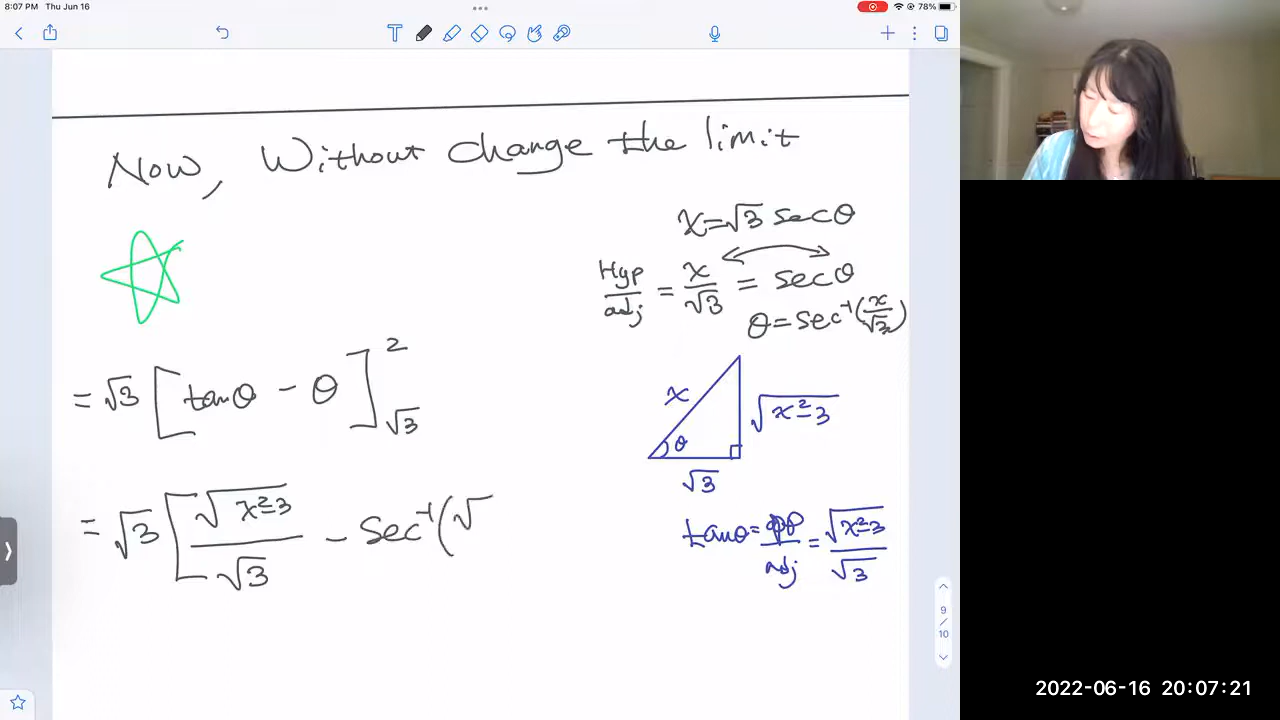 8:07 PM Thu Jun 16
78%
Now, Without change the limit
x=√3 secθ
Hyp/adj = x/√3 = secθ
θ=sec⁻¹(x/√3)
= √3 [tanθ - θ]²_√3
x
√x²-3
θ
√3
= √3 [√x²-3/√3 - sec⁻¹(√
tanθ = opp/adj = √x²-3/√3
9
/
10
2022-06-16 20:07:21